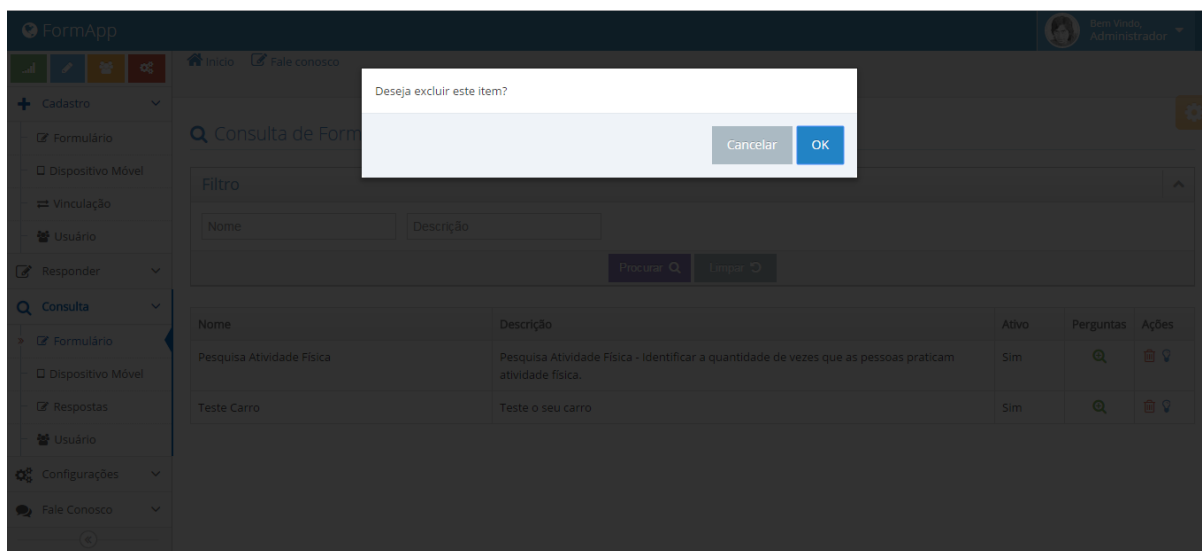 FormApp
Bem Vindo,
Administrador
Início Fale conosco
Deseja excluir este item?
Cancelar OK
Cadastro
Formulário
Dispositivo Móvel
Vinculação
Usuário
Responder
Consulta
Formulário
Dispositivo Móvel
Respostas
Usuário
Configurações
Fale Conosco
Consulta de Form
Filtro
Nome Descrição
Procurar Limpar
Nome Descrição Ativo Perguntas Ações
Pesquisa Atividade Física Pesquisa Atividade Física - Identificar a quantidade de vezes que as pessoas praticam Sim
atividade física.
Teste Carro Teste o seu carro Sim